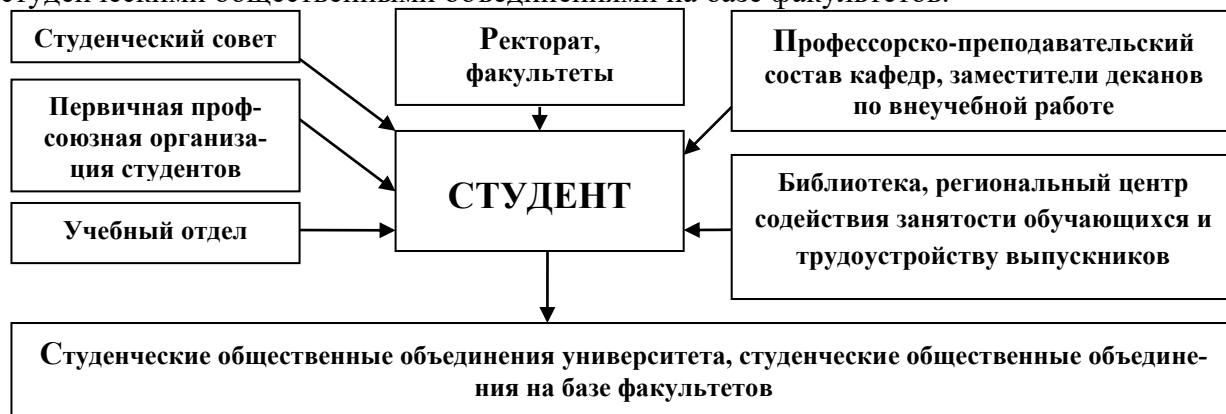 студенческими общественными объединениями на базе факультетов.
Студенческий совет
Первичная проф-
союзная организа-
ция студентов
Учебный отдел
Ректорат,
факультеты
СТУДЕНТ
Профессорско-преподавательский
состав кафедр, заместители деканов
по внеучебной работе
Библиотека, региональный центр
содействия занятости обучающихся и
трудоустройству выпускников
Студенческие общественные объединения университета, студенческие общественные объедине-
ния на базе факультетов